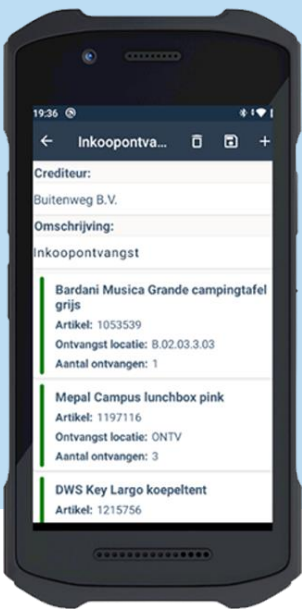 19:36
Inkoopontva...
Crediteur:
Buitenweg B.V.
Omschrijving:
Inkoopontvangst
Bardani Musica Grande campingtafel
grijs
Artikel: 1053539
Ontvangst locatie: B.02.03.3.03
Aantal ontvangen: 1
Mepal Campus lunchbox pink
Artikel: 1197116
Ontvangst locatie: ONTV
Aantal ontvangen: 3
DWS Key Largo koepeltent
Artikel: 1215756